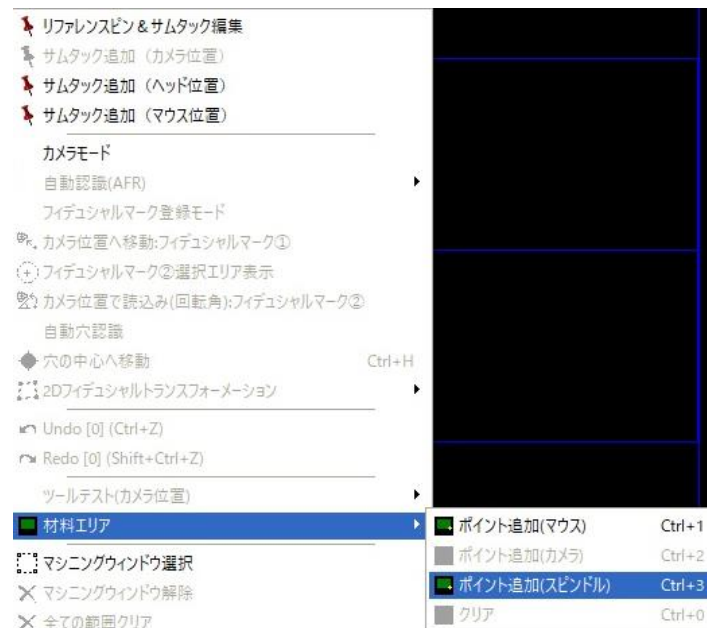 リファレンスピン＆サムタック編集
サムタック追加（カメラ位置）
サムタック追加（ヘッド位置）
サムタック追加（マウス位置）
カメラモード
自動認識(AFR)
フィデュシャルマーク登録モード
カメラ位置へ移動:フィデュシャルマーク①
フィデュシャルマーク②選択エリア表示
カメラ位置で読込み(回転角):フィデュシャルマーク②
自動穴認識
穴の中心へ移動 Ctrl+H
2Dフィデュシャルトランスフォーメーション
Undo [0] (Ctrl+Z)
Redo [0] (Shift+Ctrl+Z)
ツールテスト(カメラ位置)
材料エリア
ポイント追加(マウス) Ctrl+1
ポイント追加(カメラ) Ctrl+2
ポイント追加(スピンドル) Ctrl+3
クリア Ctrl+0
マシニングウィンドウ選択
マシニングウィンドウ解除
全ての範囲クリア